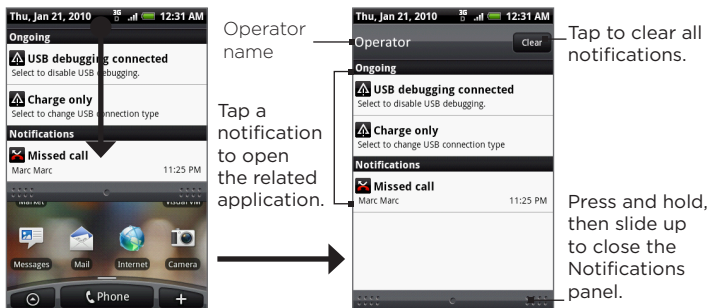 Thu, Jan 21, 2010 3G 12:31 AM
Ongoing
USB debugging connected
Select to disable USB debugging.
Charge only
Select to change USB connection type
Notifications
Missed call
Marc Marc 11:25 PM
Market
Visual VM
Messages Mail Internet Camera
Phone +
Operator
name
Tap a
notification
to open
the related
application.
Thu, Jan 21, 2010 3G 12:31 AM
Operator Clear
Ongoing
USB debugging connected
Select to disable USB debugging.
Charge only
Select to change USB connection type
Notifications
Missed call
Marc Marc 11:25 PM
Tap to clear all
notifications.
Press and hold,
then slide up
to close the
Notifications
panel.